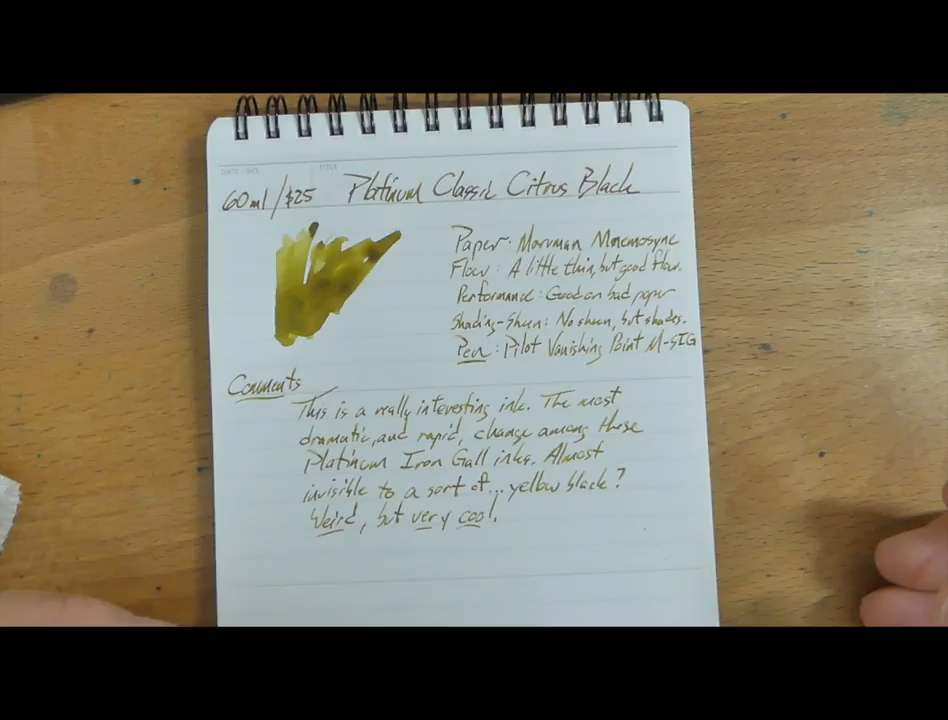 DATE/NO. TITLE
60ml/$25 Platinum Classic Citrus Black
Paper: Maruman Mnemosyne
Flow: A little thin, but good flow.
Performance: Good on bad paper
Shading-Sheen: No sheen, but shades.
Pen: Pilot Vanishing Point M-SIG
Comments
This is a really interesting ink. The most
dramatic, and rapid, change among these
Platinum Iron Gall inks. Almost
invisible to a sort of... yellow black?
Weird, but very cool.